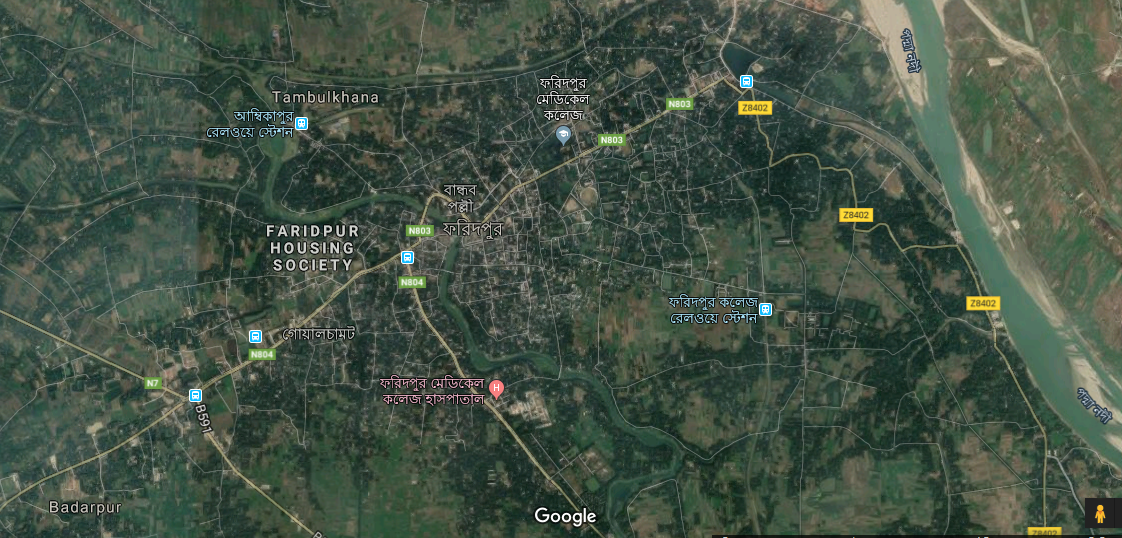 পদ্মা নদী
ফরিদপুর
মেডিকেল
কলেজ
Tambulkhana
N803
Z8402
আম্বিকাপুর
রেলওয়ে স্টেশন
N803
বান্ধব
পল্লী
Z8402
ফরিদপুর
N803
FARIDPUR
HOUSING
SOCIETY
Z8402
N804
ফরিদপুর কলেজ
রেলওয়ে স্টেশন
গোয়ালচামট
N804
N7
ফরিদপুর মেডিকেল
কলেজ হাসপাতাল
H
B591
পদ্মা নদী
Badarpur
Google